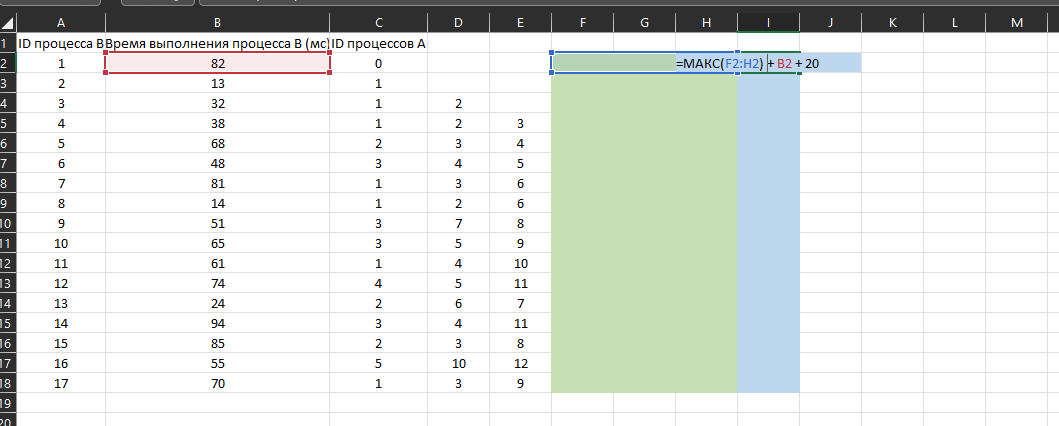 A B C D E F G H I J K L M
1 ID процесса B Время выполнения процесса B (мс) ID процессов A
2 1 82 0 =МАКС(F2:H2) + B2 + 20
3 2 13 1
4 3 32 1 2
5 4 38 1 2 3
6 5 68 2 3 4
7 6 48 3 4 5
8 7 81 1 3 6
9 8 14 1 2 6
10 9 51 3 7 8
11 10 65 3 5 9
12 11 61 1 4 10
13 12 74 4 5 11
14 13 24 2 6 7
15 14 94 3 4 11
16 15 85 2 3 8
17 16 55 5 10 12
18 17 70 1 3 9
19
20